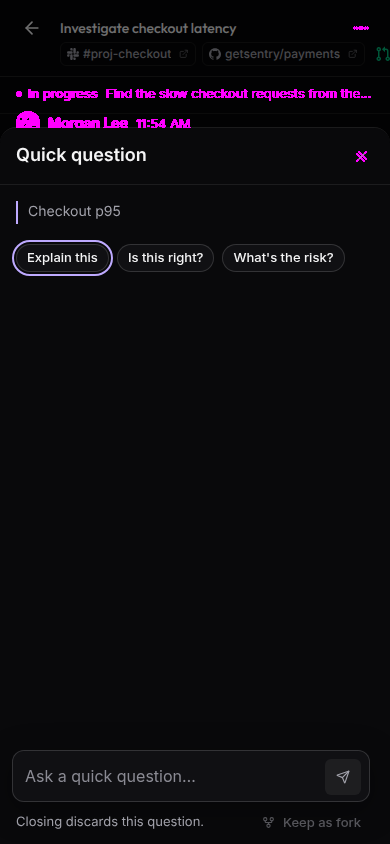 Investigate checkout latency
#proj-checkout getsentry/payments
In progress Find the slow checkout requests from the...
Morgan Lee 11:54 AM
Quick question
Checkout p95
Explain this Is this right? What's the risk?
Ask a quick question...
Closing discards this question. Keep as fork